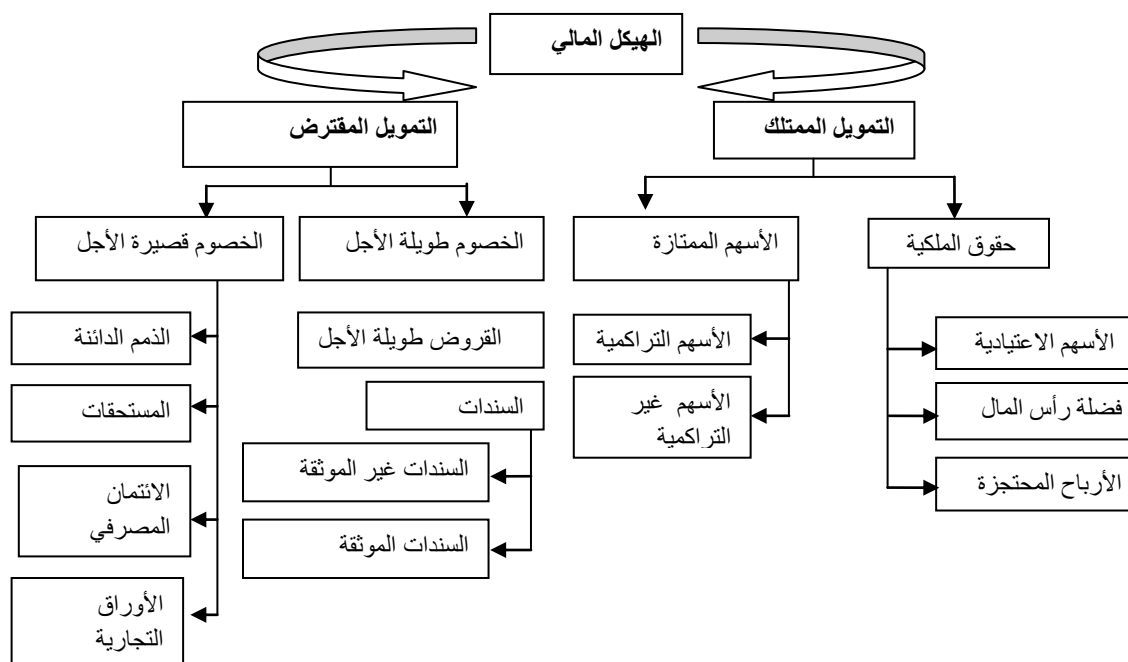 الهيكل المالي
التمويل الممتلك
التمويل المقترض
حقوق الملكية
الأسهم الممتازة
الخصوم طويلة الأجل
الخصوم قصيرة الأجل
الأسهم الاعتيادية
فضلة رأس المال
الأرباح المحتجزة
الأسهم التراكمية
الأسهم غير
التراكمية
القروض طويلة الأجل
السندات
السندات غير الموثقة
السندات الموثقة
الذمم الدائنة
المستحقات
الائتمان
المصرفي
الأوراق
التجارية